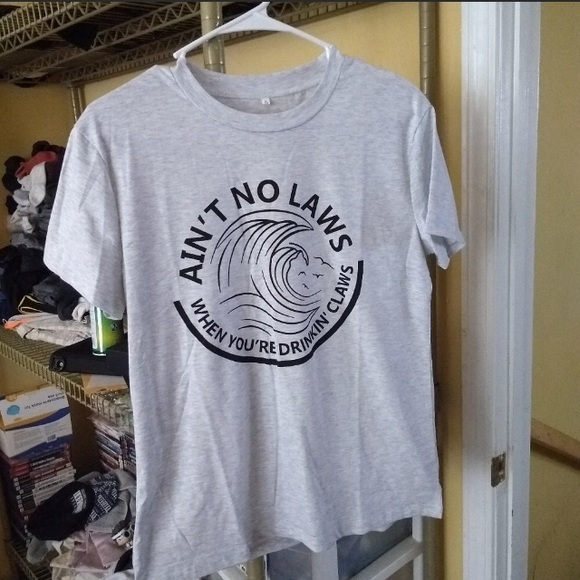 AIN'T NO LAWS
WHEN YOU'RE DRINKIN' CLAWS